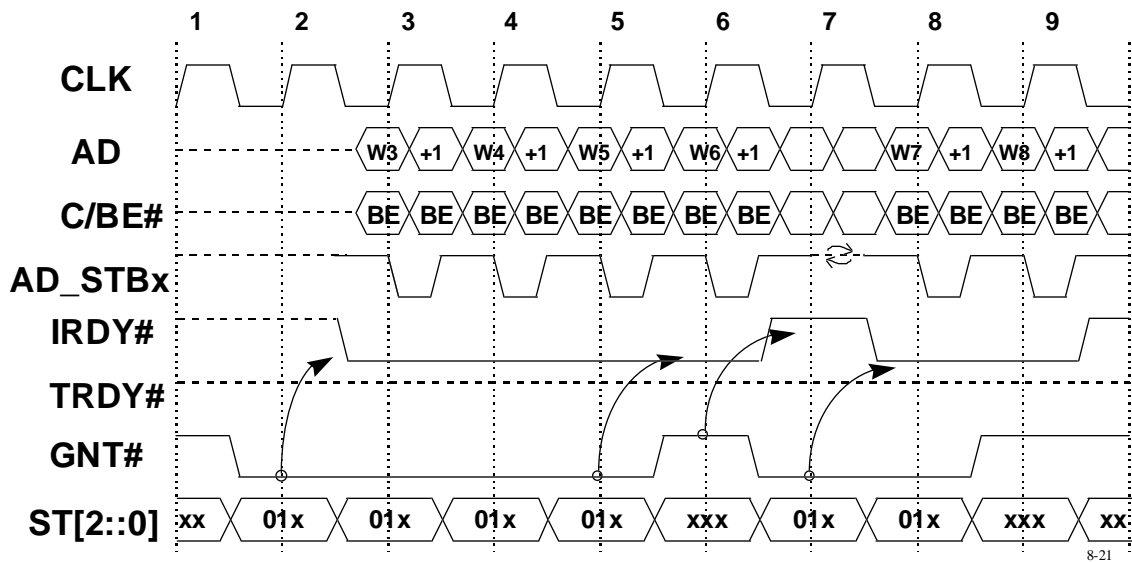 1 2 3 4 5 6 7 8 9
CLK
AD W3 +1 W4 +1 W5 +1 W6 +1 W7 +1 W8 +1
C/BE# BE BE BE BE BE BE BE BE BE BE BE BE
AD_STBx
IRDY#
TRDY#
GNT#
ST[2::0] xx 01x 01x 01x 01x xxx 01x 01x xxx xx
8-21